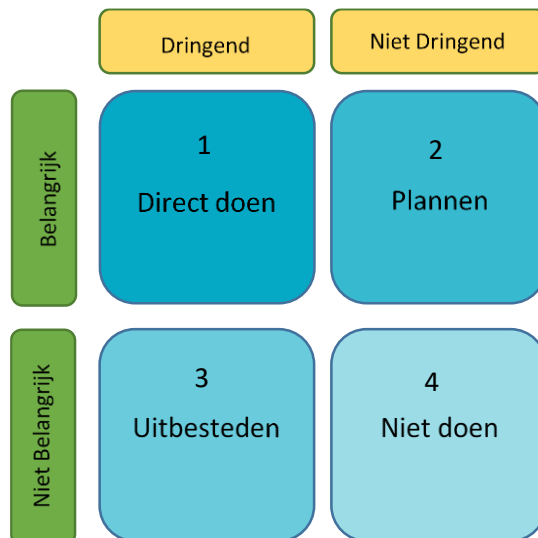 Dringend
Niet Dringend
Belangrijk
1
Direct doen
2
Plannen
Niet Belangrijk
3
Uitbesteden
4
Niet doen